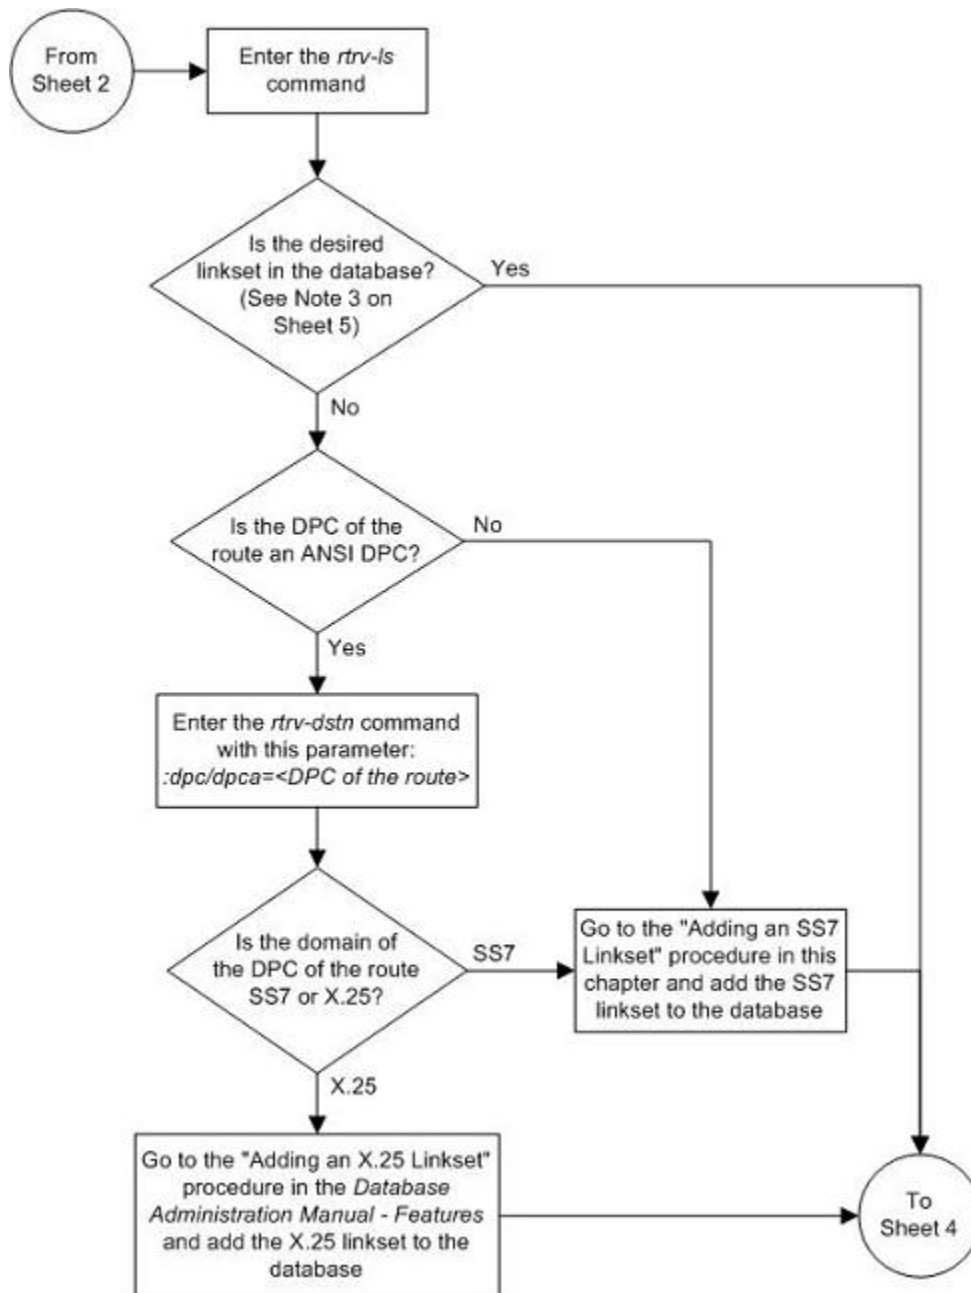 From
Sheet 2
Enter the rtrv-ls
command
Is the desired
linkset in the database?
(See Note 3 on
Sheet 5)
Yes
No
Is the DPC of the
route an ANSI DPC?
No
Yes
Enter the rtrv-dstn command
with this parameter:
:dpc/dpca=<DPC of the route>
Is the domain of
the DPC of the route
SS7 or X.25?
SS7
Go to the "Adding an SS7
Linkset" procedure in this
chapter and add the SS7
linkset to the database
X.25
Go to the "Adding an X.25 Linkset"
procedure in the Database
Administration Manual - Features
and add the X.25 linkset to the
database
To
Sheet 4